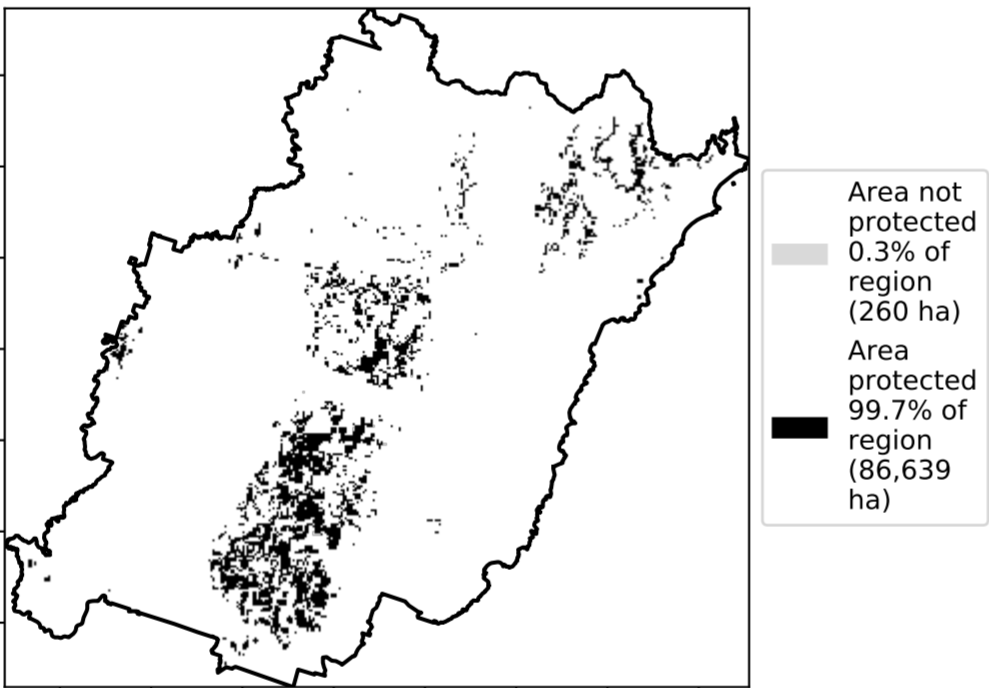 Area not
protected
0.3% of
region
(260 ha)
Area
protected
99.7% of
region
(86,639
ha)